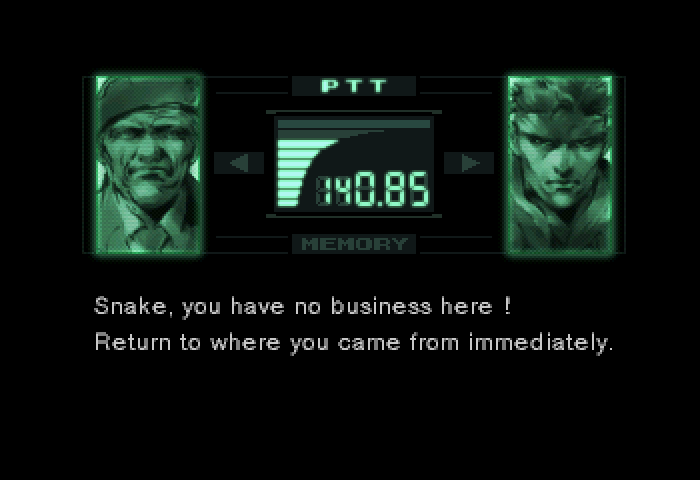 PTT
140.85
MEMORY
Snake, you have no business here !
Return to where you came from immediately.